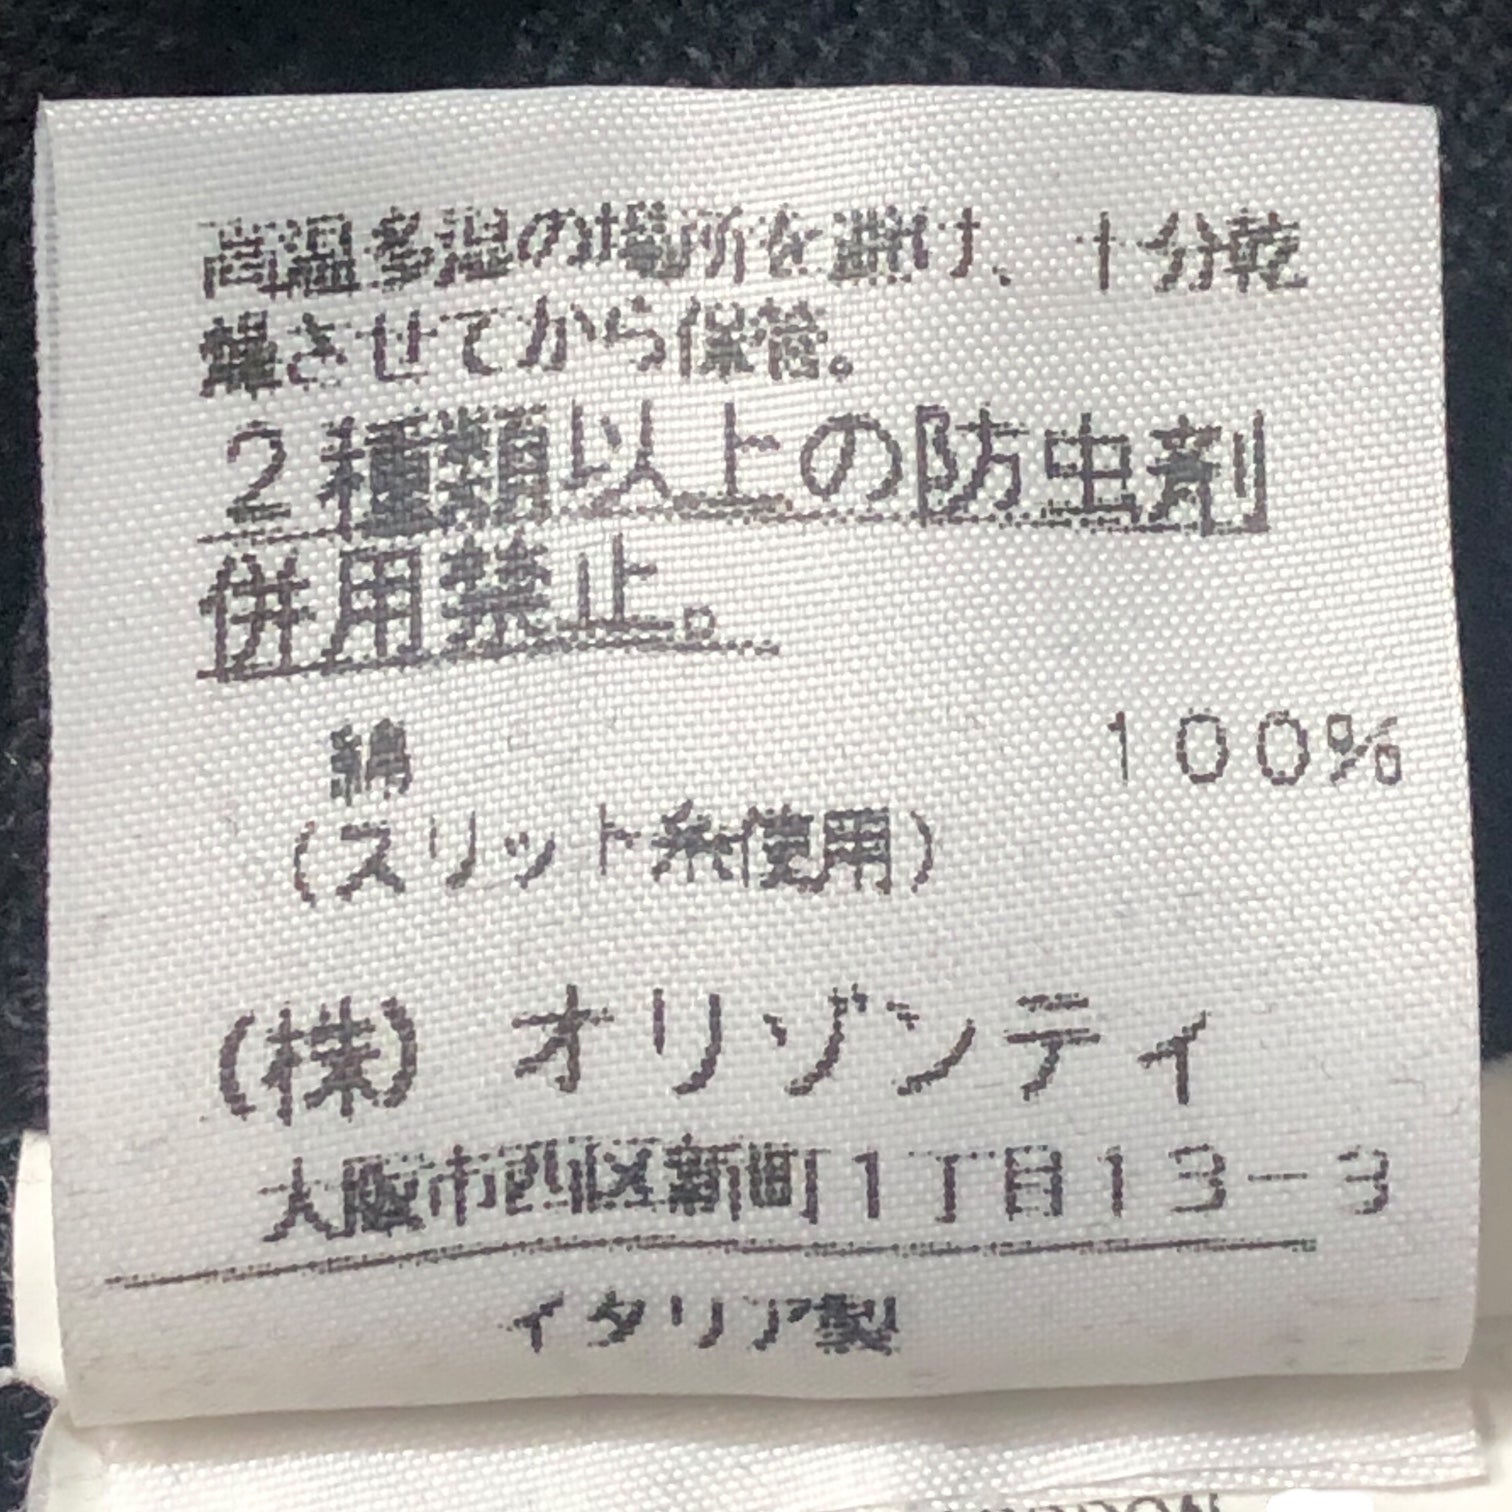 高温多湿の場所を避け、十分乾
燥させてから保管。
2種類以上の防虫剤
併用禁止。
綿 100%
(スリット糸使用)
(株) オリゾンティ
大阪市西区新町1丁目13-3
イタリア製